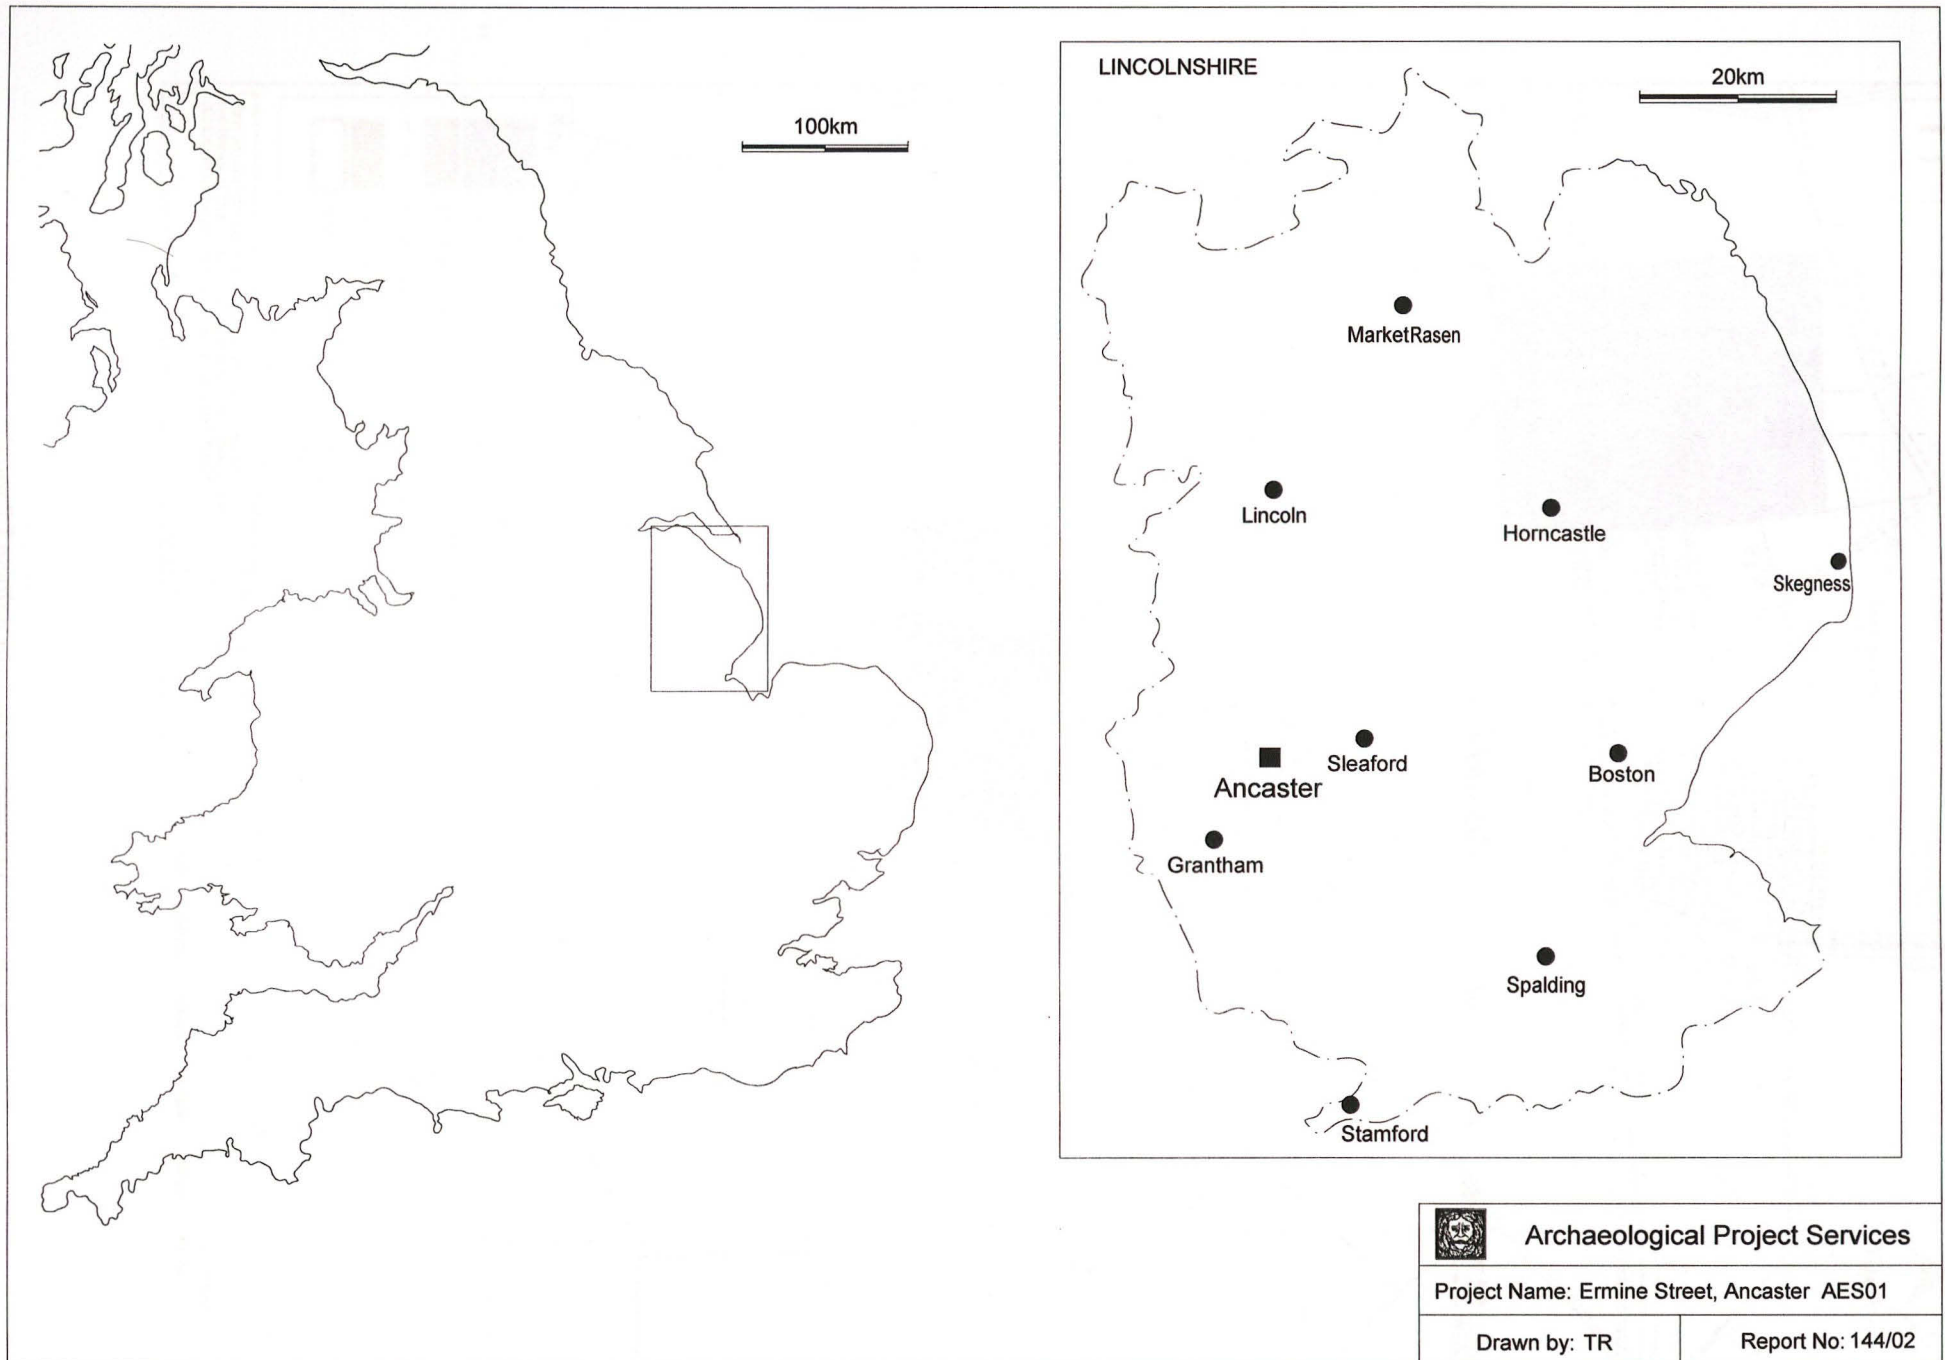 100km
LINCOLNSHIRE
20km
MarketRasen
Lincoln
Horncastle
Skegness
Ancaster
Sleaford
Boston
Grantham
Spalding
Stamford
Archaeological Project Services
Project Name: Ermine Street, Ancaster AES01
Drawn by: TR
Report No: 144/02